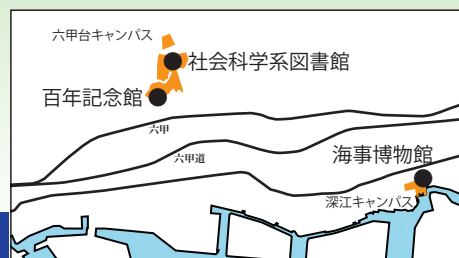 六甲台キャンパス
社会科学系図書館
百年記念館
六甲
六甲道
海事博物館
深江キャンパス